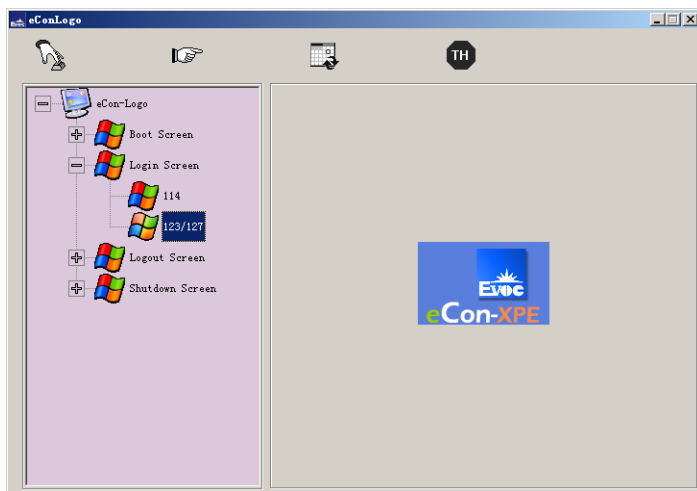 eConLogo
TH
eCon-Logo
Boot Screen
Login Screen
114
123/127
Logout Screen
Shutdown Screen
EVOC
eCon-XPE